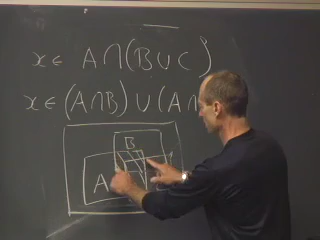 x ∈ A ∩ (B ∪ C)
x ∈ (A ∩ B) ∪ (A ∩
B
A